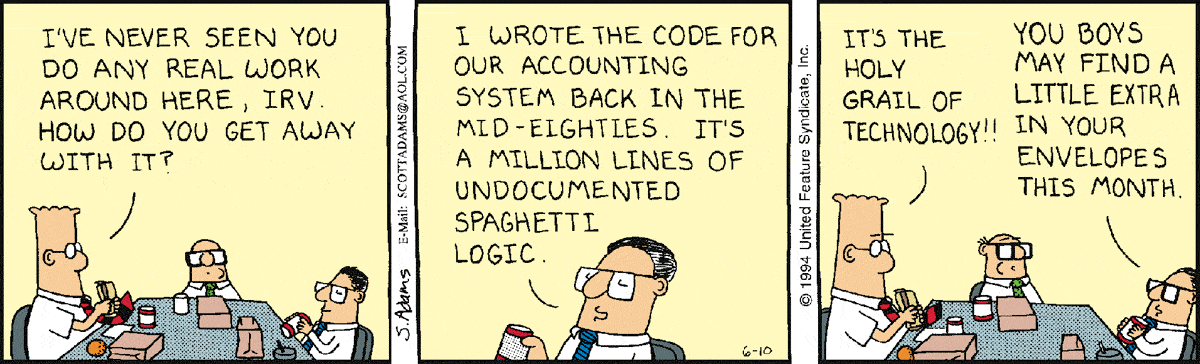 I'VE NEVER SEEN YOU
DO ANY REAL WORK
AROUND HERE, IRV.
HOW DO YOU GET AWAY
WITH IT?
S. Adams E-Mail: SCOTTADAMS@AOL.COM
I WROTE THE CODE FOR
OUR ACCOUNTING
SYSTEM BACK IN THE
MID-EIGHTIES. IT'S
A MILLION LINES OF
UNDOCUMENTED
SPAGHETTI
LOGIC.
6-10
© 1994 United Feature Syndicate, Inc.
IT'S THE
HOLY
GRAIL OF
TECHNOLOGY!!
YOU BOYS
MAY FIND A
LITTLE EXTRA
IN YOUR
ENVELOPES
THIS MONTH.